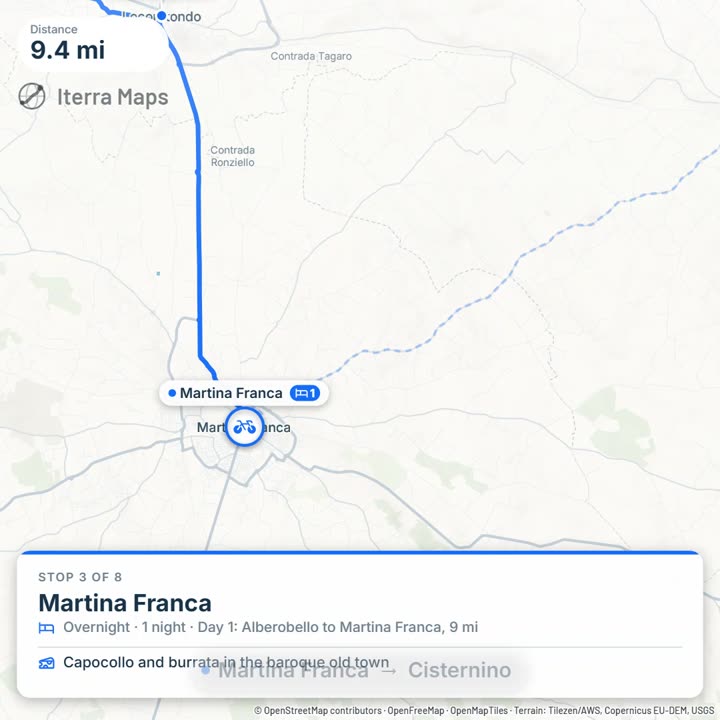 Distance
9.4 mi
Iterra Maps
Contrada Tagaro
Contrada
Ronziello
Martina Franca 1
STOP 3 OF 8
Martina Franca
Overnight · 1 night · Day 1: Alberobello to Martina Franca, 9 mi
Capocollo and burrata in the baroque old town
Martina Franca → Cisternino
© OpenStreetMap contributors · OpenFreeMap · OpenMapTiles · Terrain: Tilezen/AWS, Copernicus EU-DEM, USGS